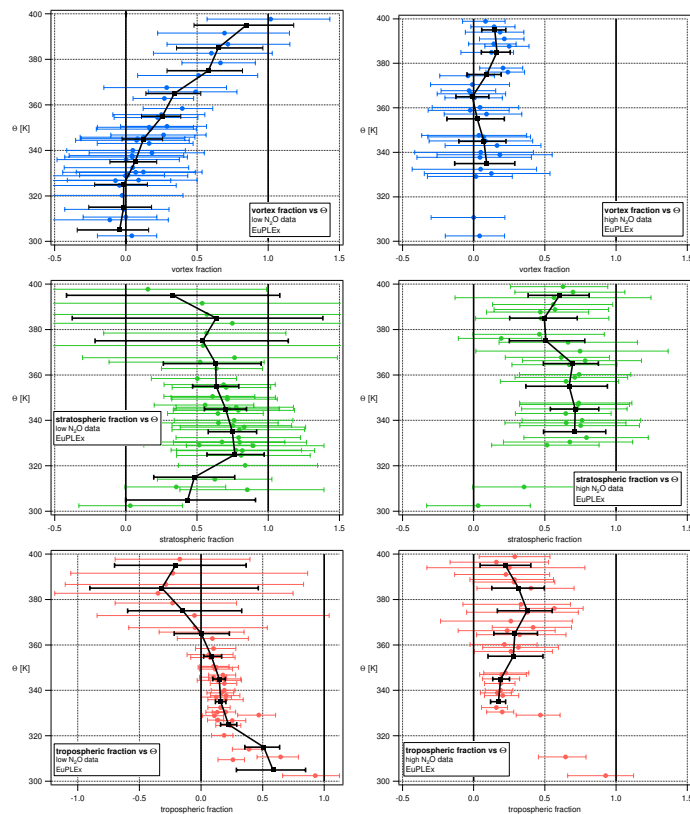 400
380
360
Θ [K]
340
320
300
-0.5
0.0
0.5
1.0
1.5
vortex fraction
vortex fraction vs Θ
low N2O data
EuPLEx
400
380
360
Θ [K]
340
320
300
-0.5
0.0
0.5
1.0
1.5
vortex fraction
vortex fraction vs Θ
high N2O data
EuPLEx
400
380
360
340
320
300
-0.5
0.0
0.5
1.0
1.5
stratospheric fraction
stratospheric fraction vs Θ
low N2O data
EuPLEx
400
380
360
Θ [K]
340
320
300
-0.5
0.0
0.5
1.0
1.5
stratospheric fraction
stratospheric fraction vs Θ
high N2O data
EuPLEx
400
380
360
Θ [K]
340
320
300
-1.0
-0.5
0.0
0.5
1.0
tropospheric fraction
tropospheric fraction vs Θ
low N2O data
EuPLEx
400
380
360
Θ [K]
340
320
300
-0.5
0.0
0.5
1.0
1.5
tropospheric fraction
tropospheric fraction vs Θ
high N2O data
EuPLEx